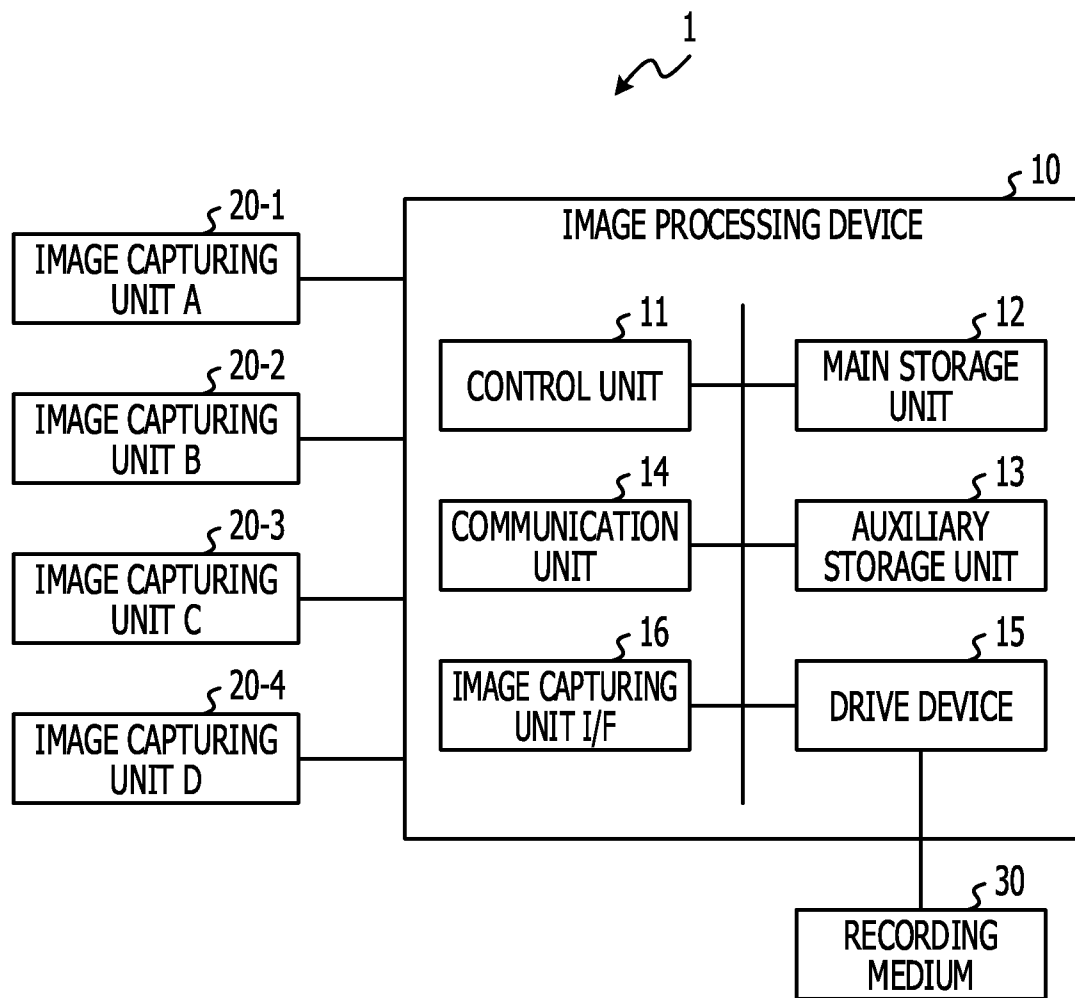 1
10
IMAGE PROCESSING DEVICE
20-1
IMAGE CAPTURING
UNIT A
20-2
IMAGE CAPTURING
UNIT B
20-3
IMAGE CAPTURING
UNIT C
20-4
IMAGE CAPTURING
UNIT D
11
CONTROL UNIT
12
MAIN STORAGE
UNIT
14
COMMUNICATION
UNIT
13
AUXILIARY
STORAGE UNIT
16
IMAGE CAPTURING
UNIT I/F
15
DRIVE DEVICE
30
RECORDING
MEDIUM